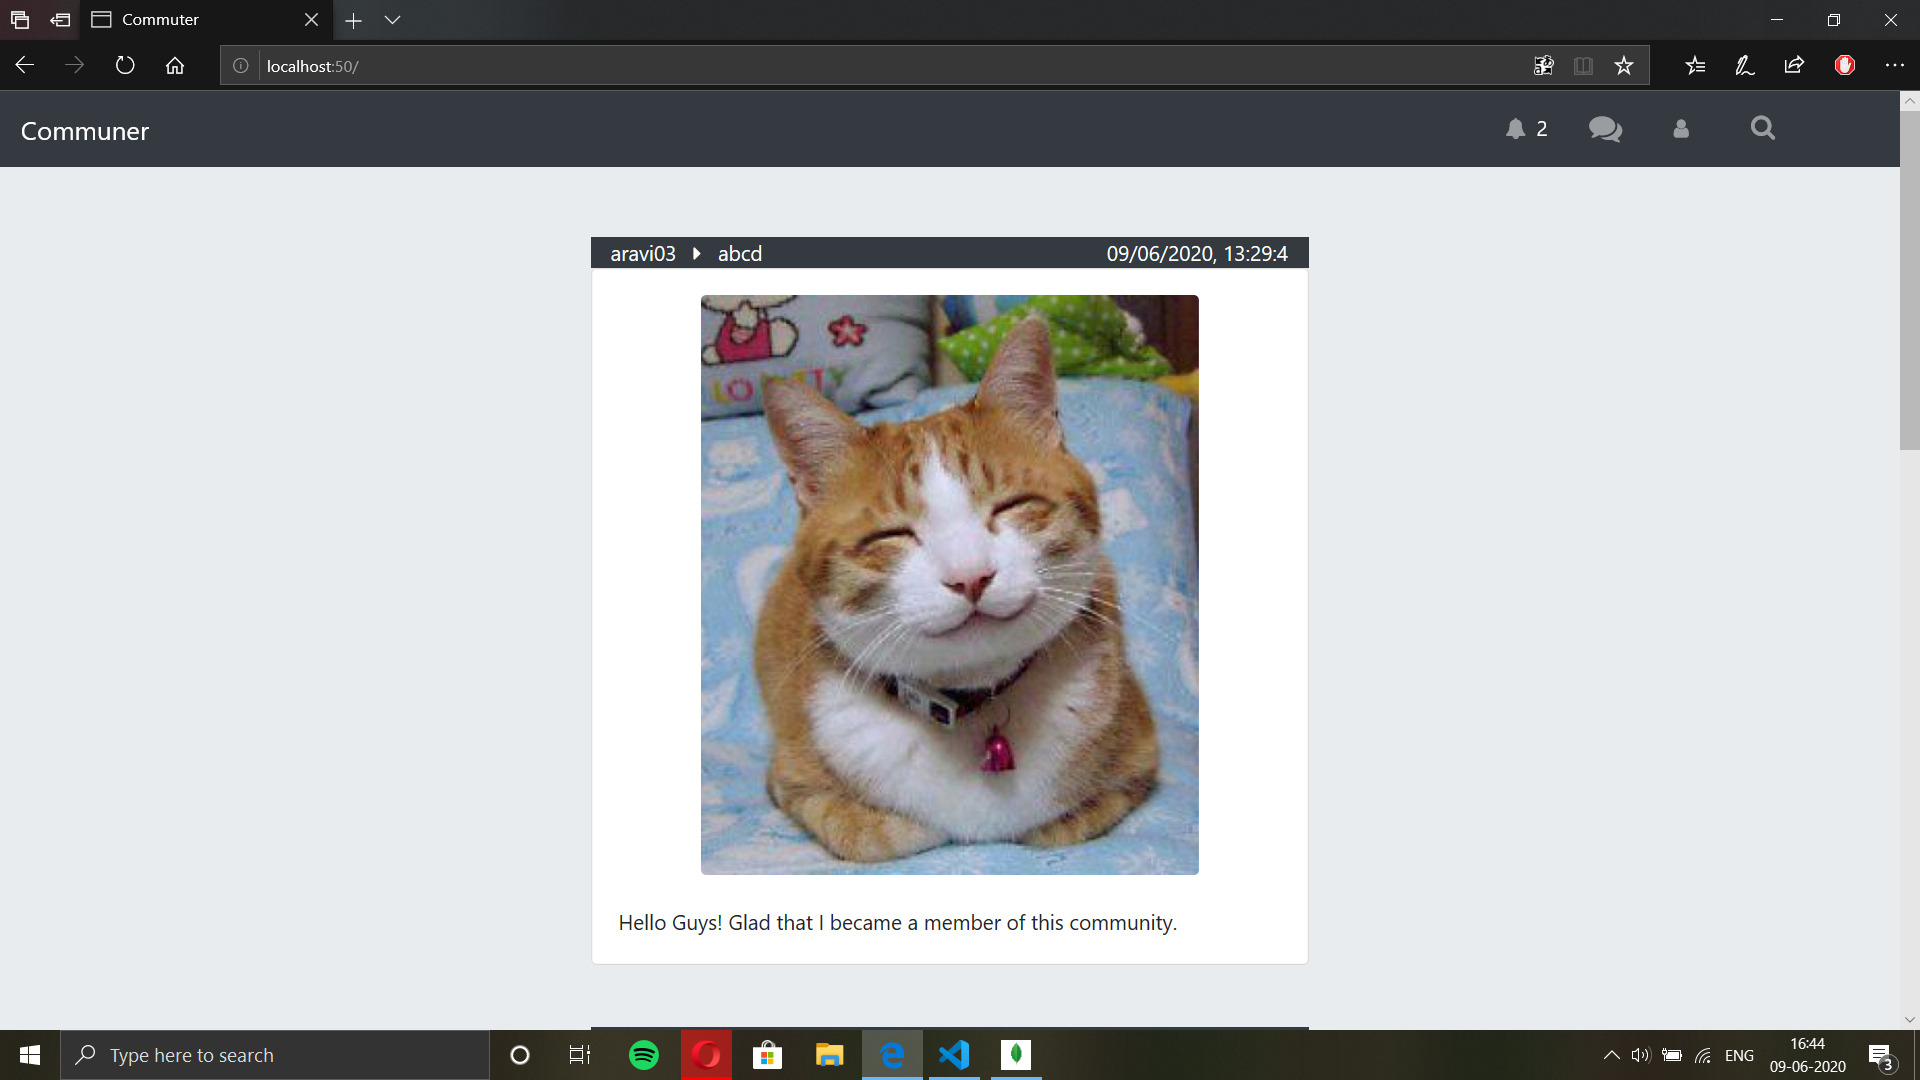 Commuter
localhost:50/
Communer
2
aravi03 abcd 09/06/2020, 13:29:4
Hello Guys! Glad that I became a member of this community.
Type here to search
ENG
16:44
09-06-2020
3